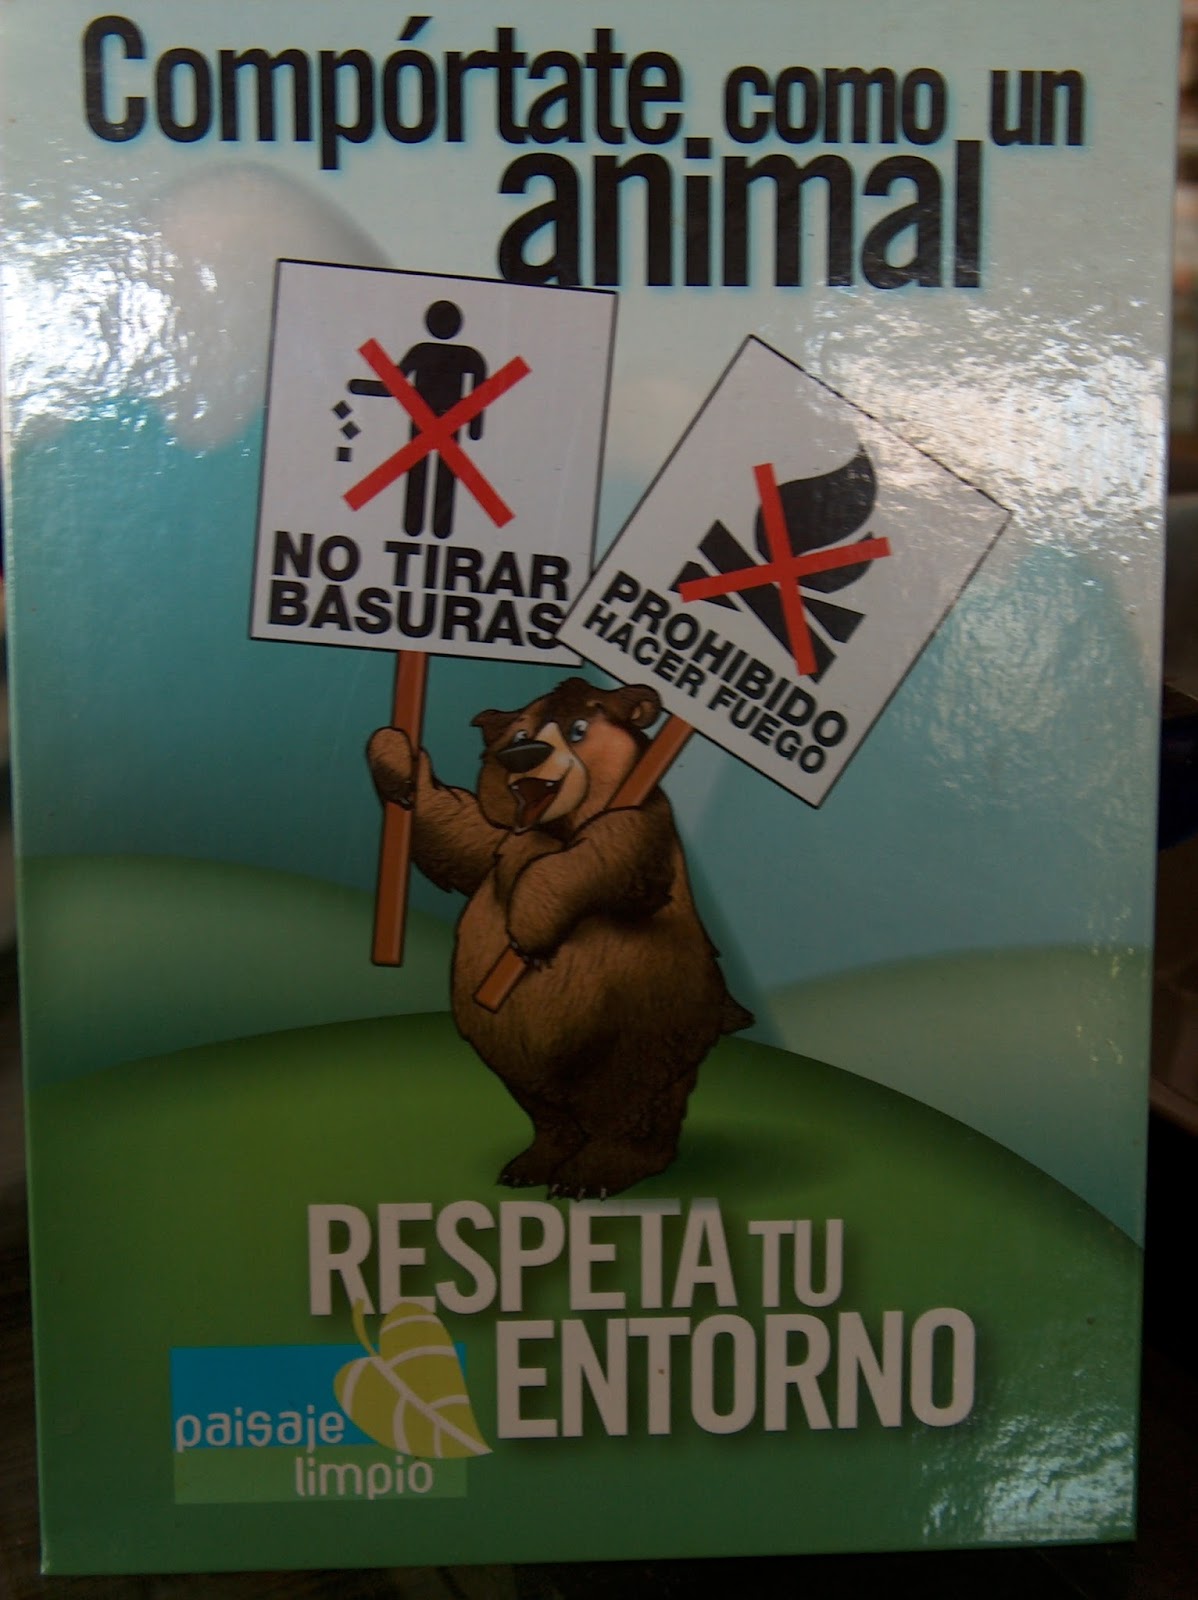 Compórtate como un
animal
NO TIRAR
BASURAS
PROHIBIDO
HACER FUEGO
RESPETA TU
ENTORNO
paisaje
limpio